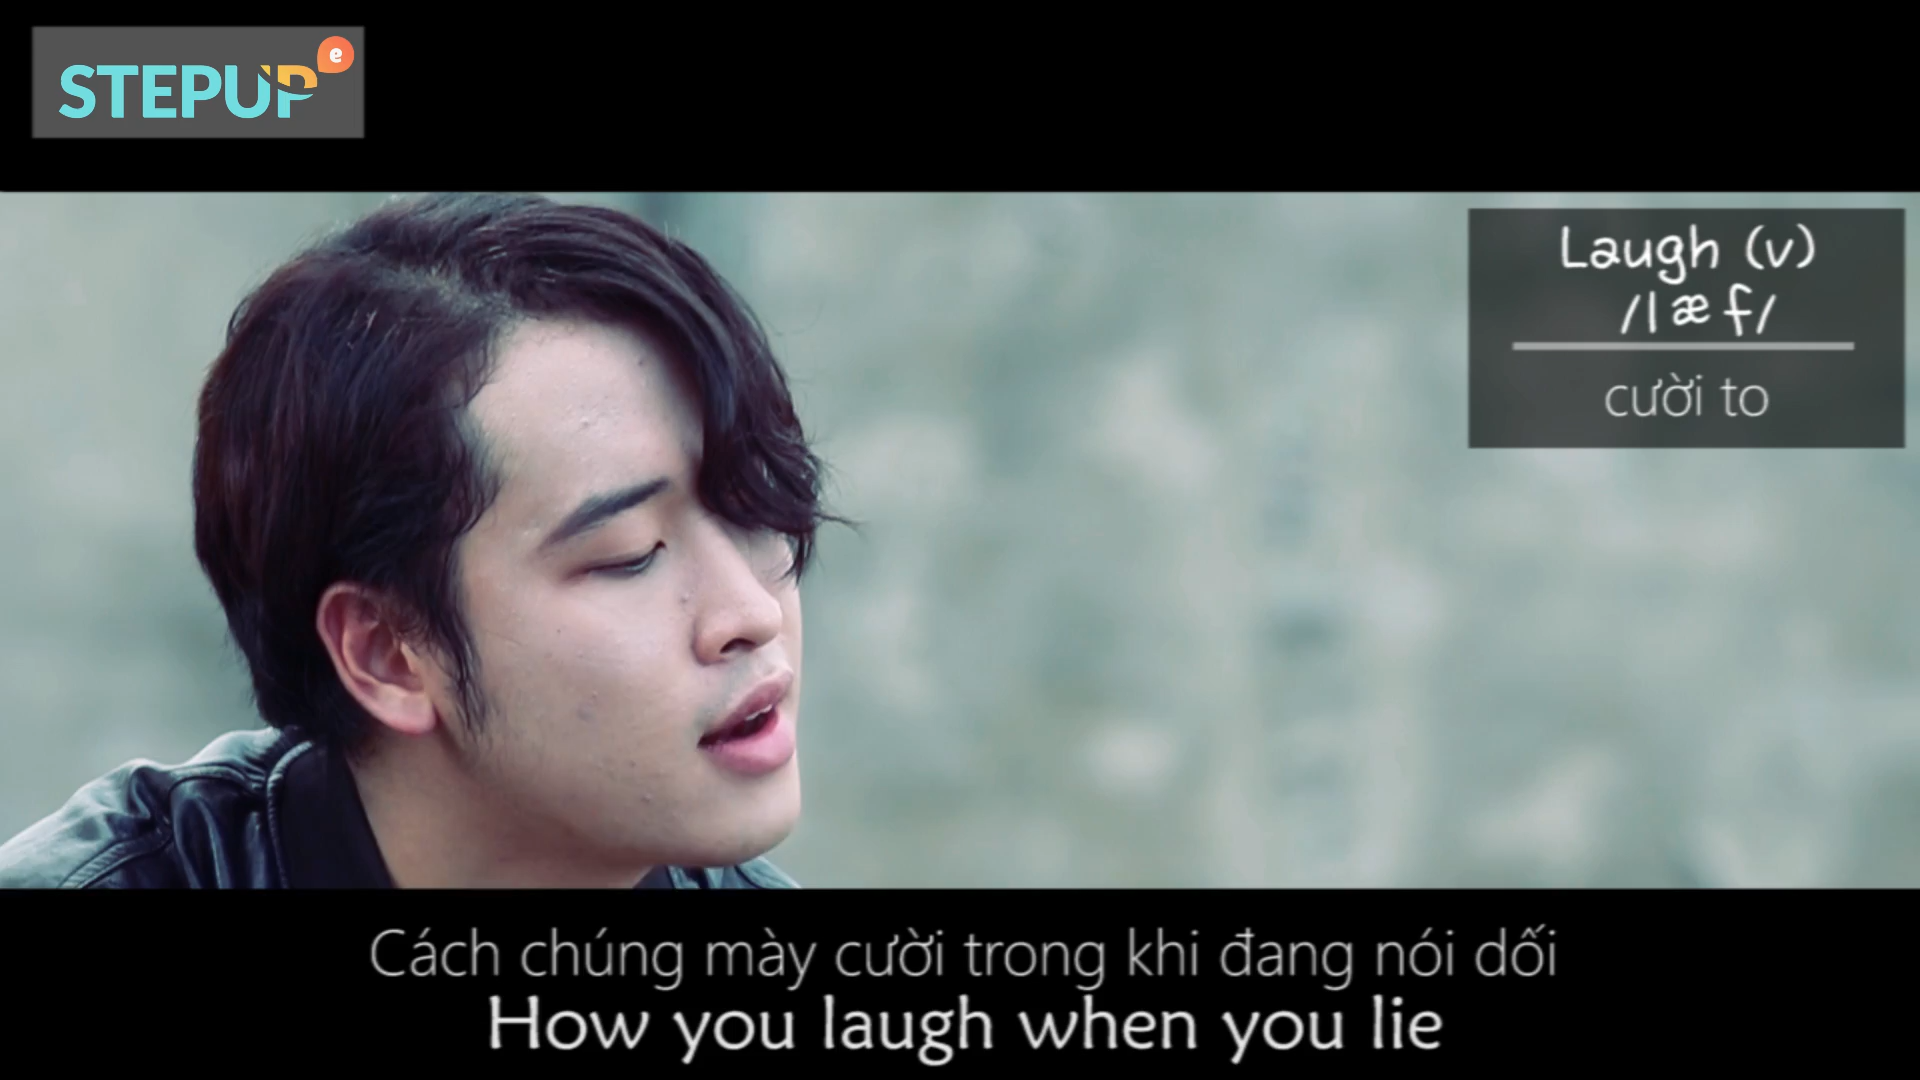 STEPUP e
Laugh (v)
/læf/
cười to
Cách chúng mày cười trong khi đang nói dối
How you laugh when you lie